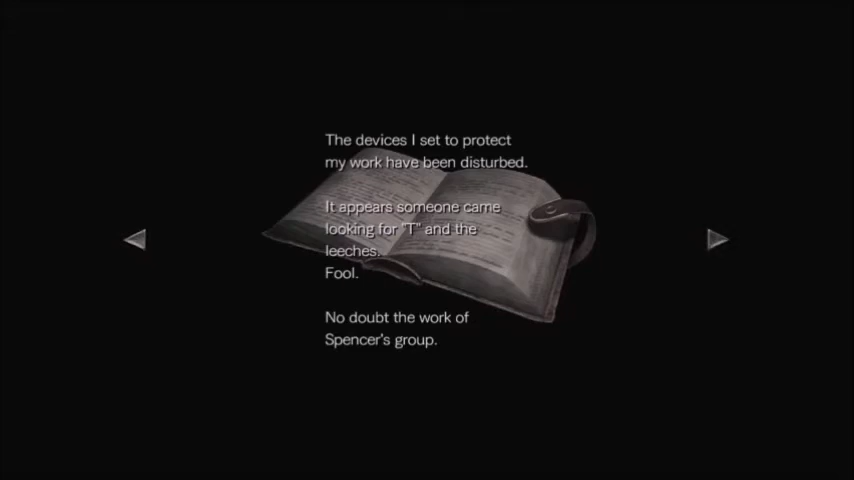 The devices I set to protect
my work have been disturbed.
It appears someone came
looking for "T" and the
leeches.
Fool.
No doubt the work of
Spencer's group.